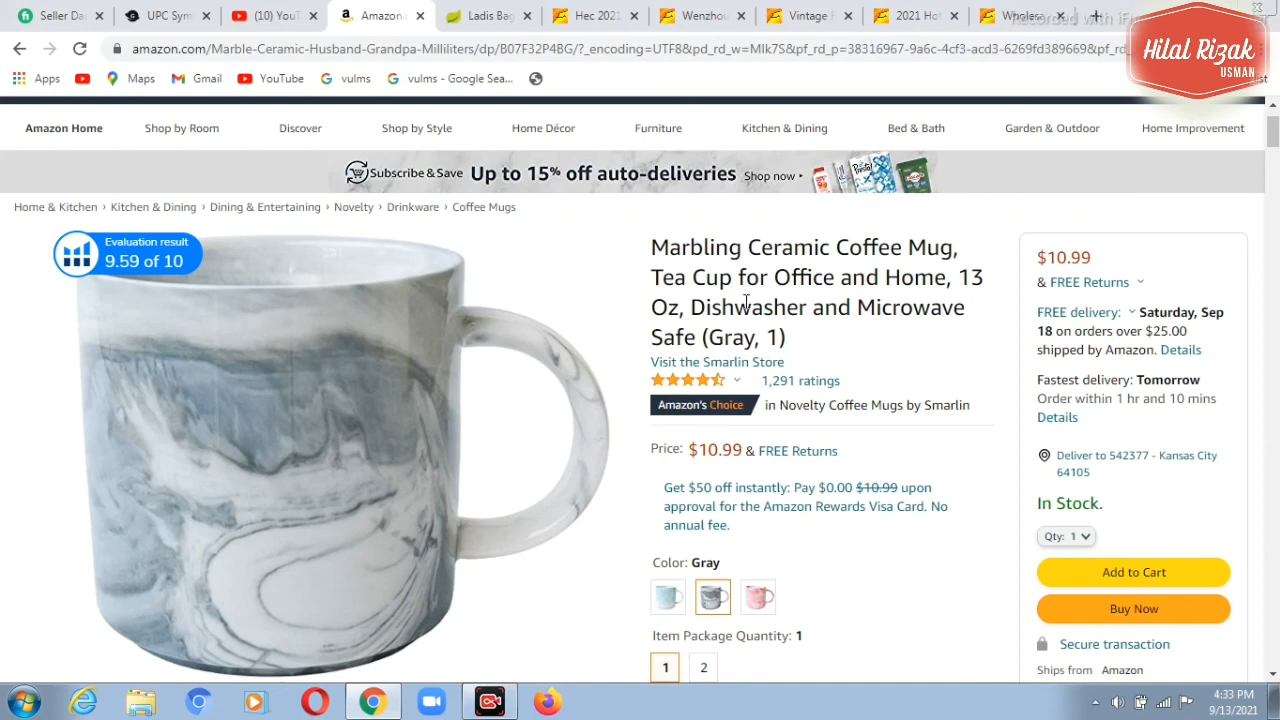 Seller Da
UPC Sym
(10) YouT
Amazon.c
Ladis Bag
Hec 2021
Wenzhou
Vintage F
2021 Ho
Wholes
Recorded with iF
amazon.com/Marble-Ceramic-Husband-Grandpa-Milliliters/dp/B07F32P4BG/?_encoding=UTF8&pd_rd_w=MIk7S&pf_rd_p=38316967-9a6c-4cf3-acd3-6269fd389669&pf_rd_
Hilal Rizak
USMAN
Apps
Maps
Gmail
YouTube
vulms
vulms - Google Sea...
Amazon Home
Shop by Room
Discover
Shop by Style
Home Décor
Furniture
Kitchen & Dining
Bed & Bath
Garden & Outdoor
Home Improvement
Subscribe & Save Up to 15% off auto-deliveries Shop now ▸
Home & Kitchen › Kitchen & Dining › Dining & Entertaining › Novelty › Drinkware › Coffee Mugs
Evaluation result
9.59 of 10
Marbling Ceramic Coffee Mug,
Tea Cup for Office and Home, 13
Oz, Dishwasher and Microwave
Safe (Gray, 1)
Visit the Smarlin Store
1,291 ratings
Amazon's Choice in Novelty Coffee Mugs by Smarlin
Price: $10.99 & FREE Returns
Get $50 off instantly: Pay $0.00 $10.99 upon
approval for the Amazon Rewards Visa Card. No
annual fee.
Color: Gray
Item Package Quantity: 1
1
2
$10.99
& FREE Returns
FREE delivery: Saturday, Sep
18 on orders over $25.00
shipped by Amazon. Details
Fastest delivery: Tomorrow
Order within 1 hr and 10 mins
Details
Deliver to 542377 - Kansas City
64105
In Stock.
Qty: 1
Add to Cart
Buy Now
Secure transaction
Ships from Amazon
4:33 PM
9/13/2021